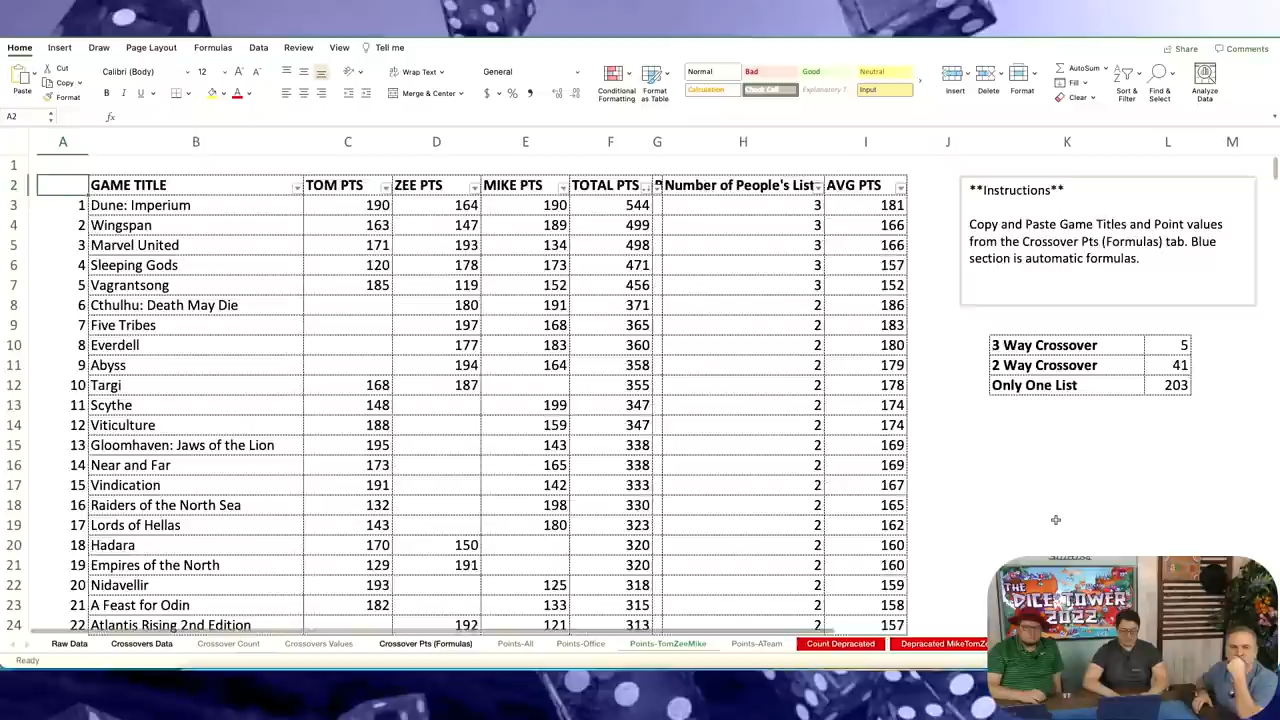 Home Insert Draw Page Layout Formulas Data Review View Tell me Share Comments
Paste Cut Copy Format Calibri (Body) 12 A^ A˅ Wrap Text General Normal Bad Good Neutral AutoSum
B I U A Merge & Center $ % Conditional Formatting Format as Table Calculation Check Cell Explanatory T... Input Insert Delete Format Fill Clear Sort & Filter Find & Select Analyze Data
A2 fx
A B C D E F G H I J K L M
1
2 GAME TITLE TOM PTS ZEE PTS MIKE PTS TOTAL PTS Number of People's List AVG PTS
3 1 Dune: Imperium 190 164 190 544 3 181
4 2 Wingspan 163 147 189 499 3 166
5 3 Marvel United 171 193 134 498 3 166
6 4 Sleeping Gods 120 178 173 471 3 157
7 5 Vagrantsong 185 119 152 456 3 152
8 6 Cthulhu: Death May Die 180 191 371 2 186
9 7 Five Tribes 197 168 365 2 183
10 8 Everdell 177 183 360 2 180
11 9 Abyss 194 164 358 2 179
12 10 Targi 168 187 355 2 178
13 11 Scythe 148 199 347 2 174
14 12 Viticulture 188 159 347 2 174
15 13 Gloomhaven: Jaws of the Lion 195 143 338 2 169
16 14 Near and Far 173 165 338 2 169
17 15 Vindication 191 142 333 2 167
18 16 Raiders of the North Sea 132 198 330 2 165
19 17 Lords of Hellas 143 180 323 2 162
20 18 Hadara 170 150 320 2 160
21 19 Empires of the North 129 191 320 2 160
22 20 Nidavellir 193 125 318 2 159
23 21 A Feast for Odin 182 133 315 2 158
24 22 Atlantis Rising 2nd Edition 192 121 313 2 157
**Instructions**
Copy and Paste Game Titles and Point values
from the Crossover Pts (Formulas) tab. Blue
section is automatic formulas.
3 Way Crossover 5
2 Way Crossover 41
Only One List 203
Raw Data Crossovers Data Crossover Count Crossovers Values Crossover Pts (Formulas) Points-All Points-Office Points-TomZeeMike Points-ATeam Count Depracated Depracated MikeTomZe
Ready
THE
DICE TOWER
2022